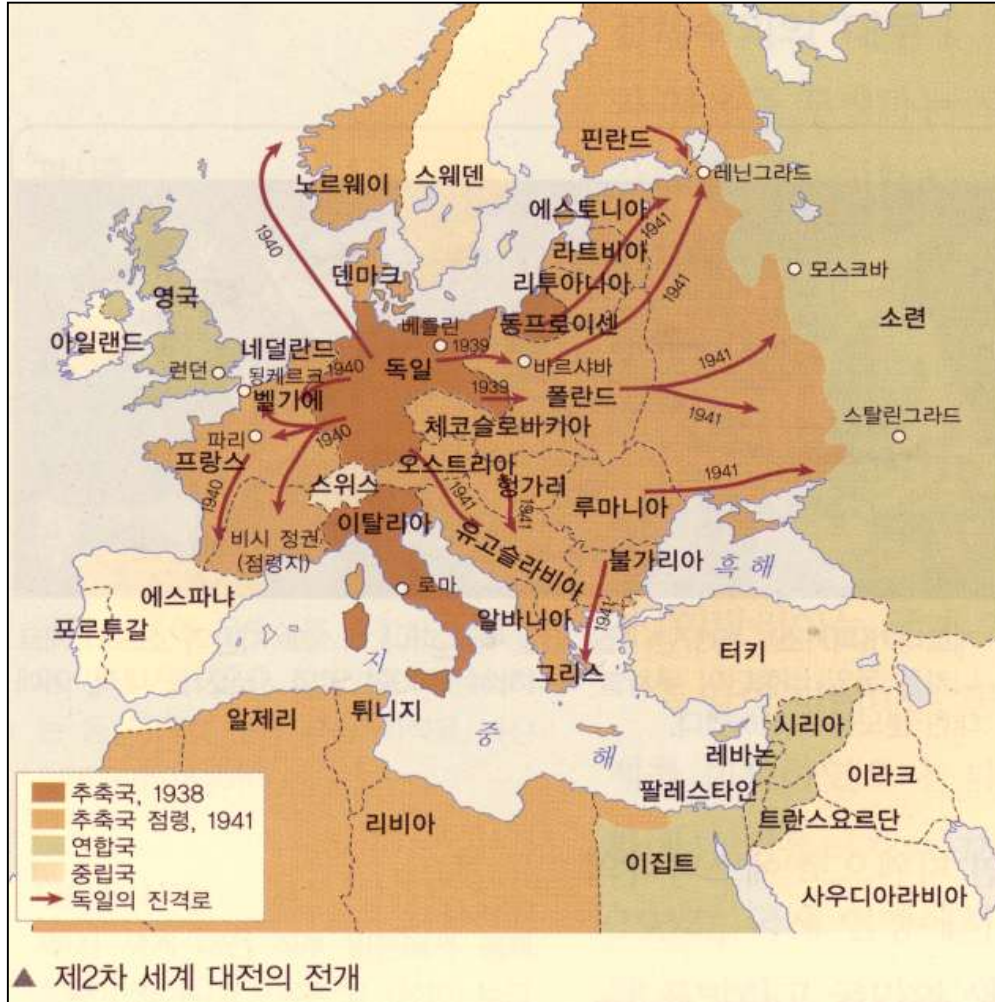 핀란드
노르웨이
스웨덴
레닌그라드
에스토니아
1941
1940
라트비아
덴마크
리투아니아
1941
모스크바
영국
아일랜드
동프로이센
베를린
1939
소련
네덜란드
런던
됭케르크
독일
바르샤바
1940
벨기에
1939
폴란드
1941
1941
스탈린그라드
파리
1940
체코슬로바키아
프랑스
오스트리아
1940
스위스
헝가리
1941
1941
1941
루마니아
이탈리아
비시 정권
(점령지)
유고슬라비아
불가리아
흑해
로마
에스파냐
포르투갈
알바니아
1941
터키
그리스
지
중
해
알제리
튀니지
시리아
레바논
이라크
팔레스타인
트란스요르단
리비아
이집트
사우디아라비아
추축국, 1938
추축국 점령, 1941
연합국
중립국
독일의 진격로
▲ 제2차 세계 대전의 전개